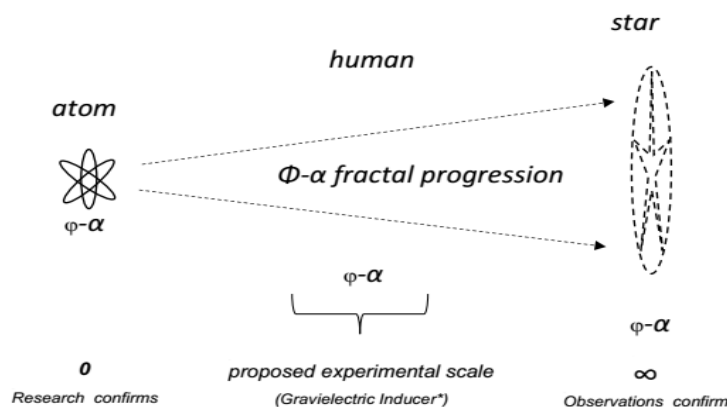 star
human
atom
Φ-α fractal progression
φ-α
φ-α
φ-α
0
proposed experimental scale
∞
Research confirms
(Gravielectric Inducer*)
Observations confirm